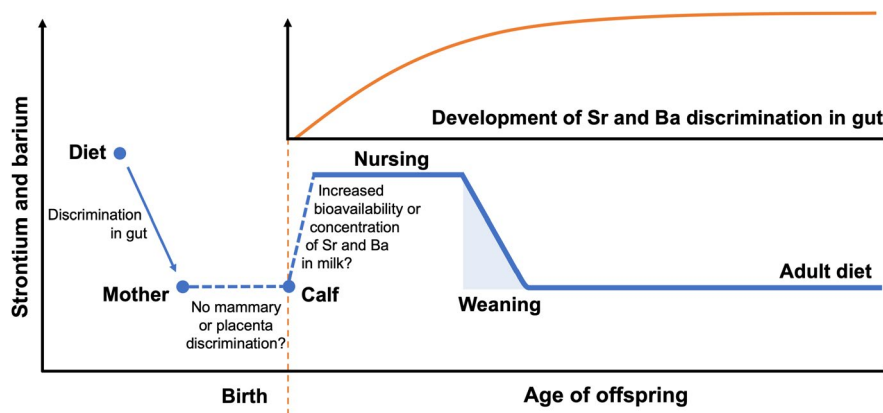 Strontium and barium
Development of Sr and Ba discrimination in gut
Diet
Nursing
Discrimination
in gut
Increased
bioavailability or
concentration
of Sr and Ba
in milk?
Mother
Calf
No mammary
or placenta
discrimination?
Weaning
Adult diet
Birth
Age of offspring